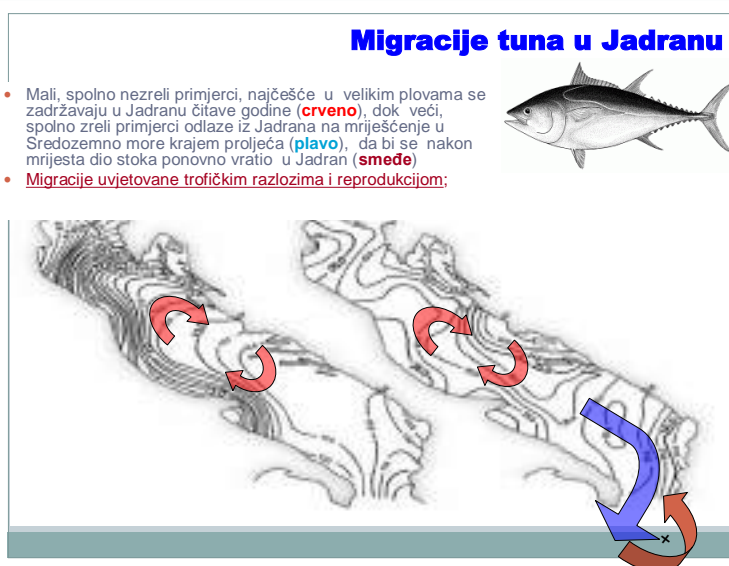 Migracije tuna u Jadranu
• Mali, spolno nezreli primjerci, najčešće u velikim plovama se
zadržavaju u Jadranu čitave godine (crveno), dok veći,
spolno zreli primjerci odlaze iz Jadrana na mriješćenje u
Sredozemno more krajem proljeća (plavo), da bi se nakon
mrijesta dio stoka ponovno vratio u Jadran (smeđe)
• Migracije uvjetovane trofičkim razlozima i reprodukcijom;